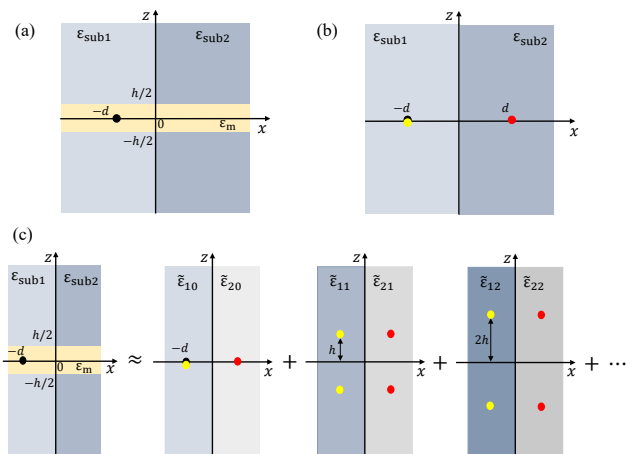 (a)
z
ε_sub1
ε_sub2
h/2
−d
0
ε_m
x
−h/2
(b)
z
ε_sub1
ε_sub2
−d
d
x
(c)
z
ε_sub1
ε_sub2
h/2
−d
0
ε_m
x
−h/2
≈
z
ε̃_10
ε̃_20
−d
x
+
z
ε̃_11
ε̃_21
h
x
+
z
ε̃_12
ε̃_22
2h
x
+ ···